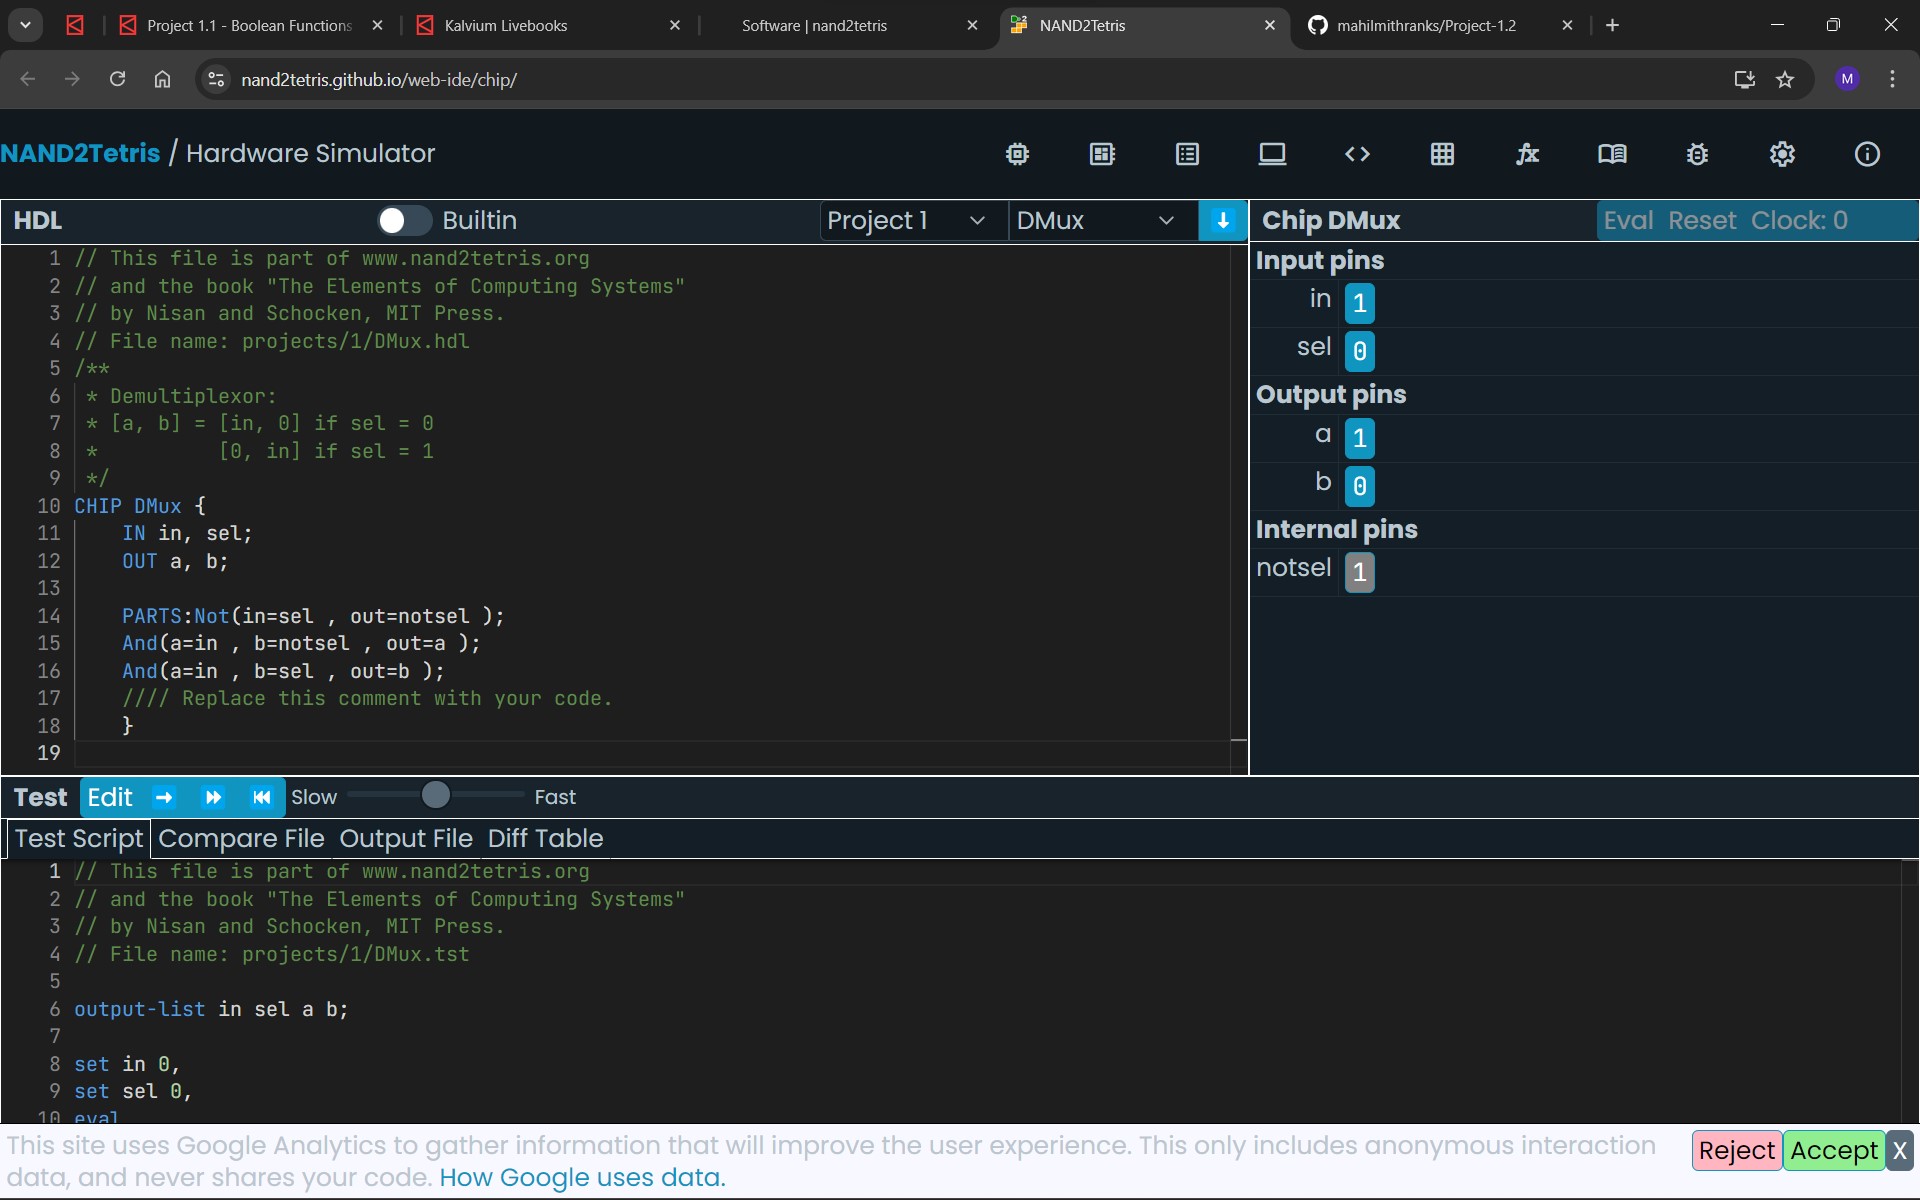 Project 1.1 - Boolean Functions
Kalvium Livebooks
Software | nand2tetris
NAND2Tetris
mahilmithranks/Project-1.2
nand2tetris.github.io/web-ide/chip/
M
NAND2Tetris / Hardware Simulator
HDL
Builtin
Project 1
DMux
1 // This file is part of www.nand2tetris.org
2 // and the book "The Elements of Computing Systems"
3 // by Nisan and Schocken, MIT Press.
4 // File name: projects/1/DMux.hdl
5 /**
6  * Demultiplexor:
7  * [a, b] = [in, 0] if sel = 0
8  *          [0, in] if sel = 1
9  */
10 CHIP DMux {
11     IN in, sel;
12     OUT a, b;
13
14     PARTS:Not(in=sel , out=notsel );
15     And(a=in , b=notsel , out=a );
16     And(a=in , b=sel , out=b );
17     //// Replace this comment with your code.
18     }
19
Chip DMux
Eval Reset Clock: 0
Input pins
in 1
sel 0
Output pins
a 1
b 0
Internal pins
notsel 1
Test Edit Slow Fast
Test Script Compare File Output File Diff Table
1 // This file is part of www.nand2tetris.org
2 // and the book "The Elements of Computing Systems"
3 // by Nisan and Schocken, MIT Press.
4 // File name: projects/1/DMux.tst
5
6 output-list in sel a b;
7
8 set in 0,
9 set sel 0,
10 eval
This site uses Google Analytics to gather information that will improve the user experience. This only includes anonymous interaction
data, and never shares your code. How Google uses data.
Reject Accept X